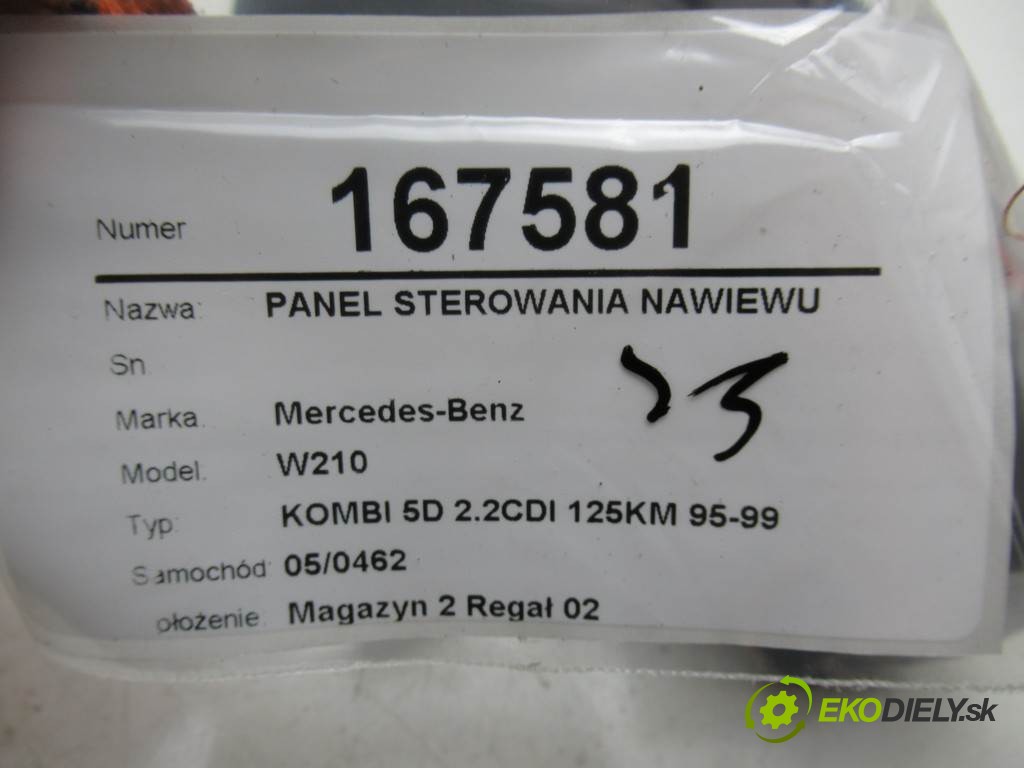 Numer 167581
Nazwa: PANEL STEROWANIA NAWIEWU
Sn.
Marka. Mercedes-Benz
Model. W210
Typ: KOMBI 5D 2.2CDI 125KM 95-99
Samochód: 05/0462
ołożenie Magazyn 2 Regał 02
EKODIELY.sk